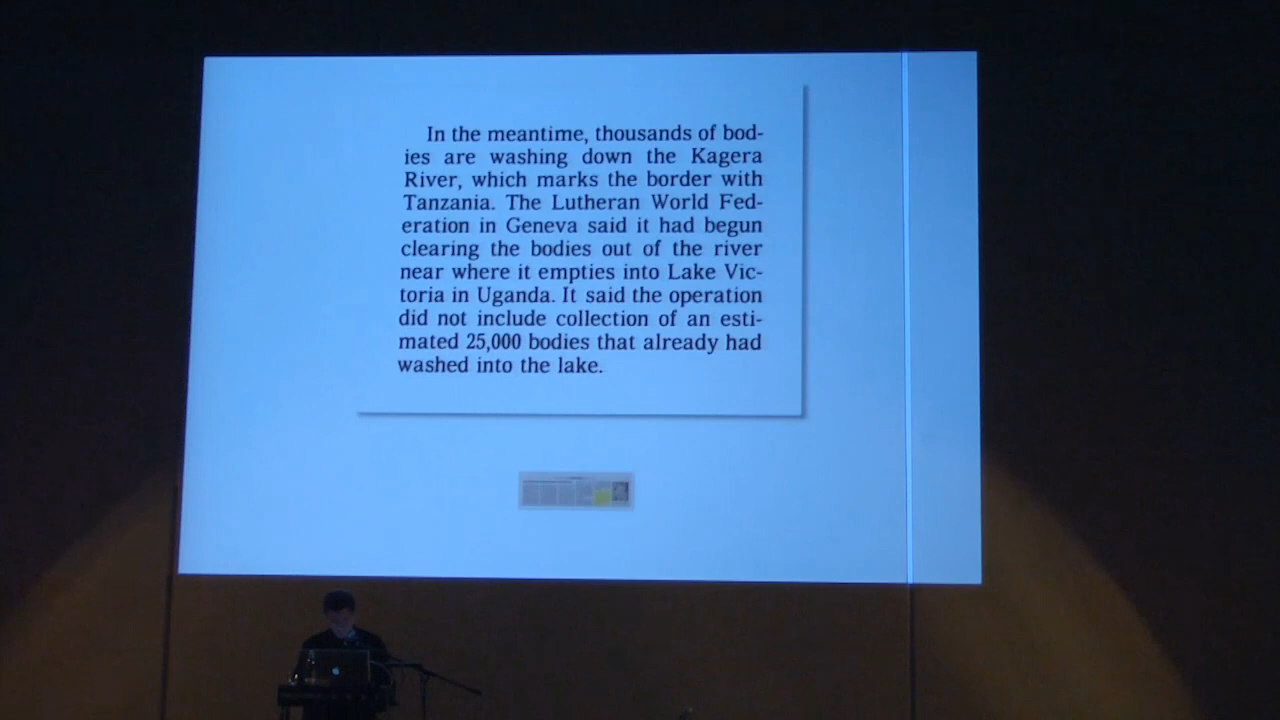 In the meantime, thousands of bod-
ies are washing down the Kagera
River, which marks the border with
Tanzania. The Lutheran World Fed-
eration in Geneva said it had begun
clearing the bodies out of the river
near where it empties into Lake Vic-
toria in Uganda. It said the operation
did not include collection of an esti-
mated 25,000 bodies that already had
washed into the lake.